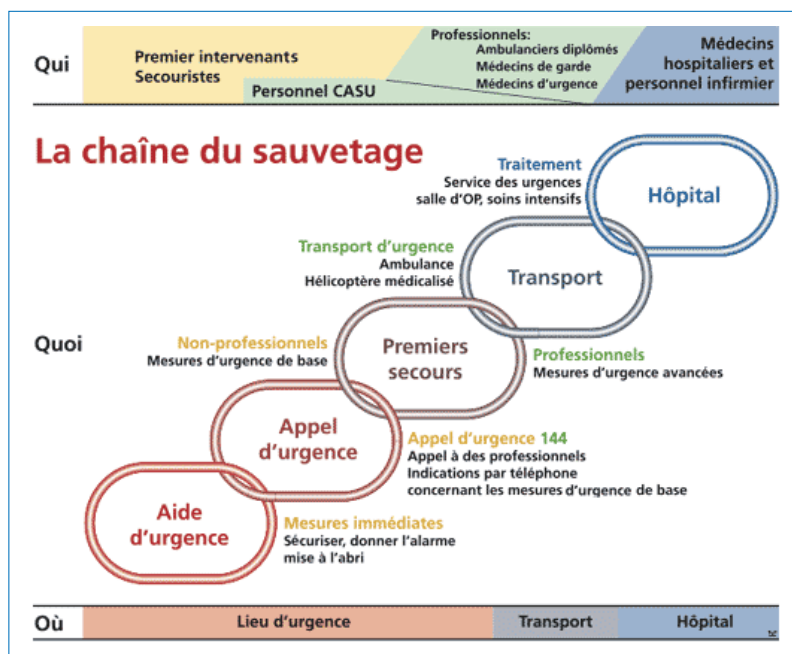 Qui
Premier intervenants
Secouristes
Personnel CASU
Professionnels:
Ambulanciers diplômés
Médecins de garde
Médecins d'urgence
Médecins
hospitaliers et
personnel infirmier
La chaîne du sauvetage
Traitement
Service des urgences
salle d'OP, soins intensifs
Hôpital
Transport d'urgence
Ambulance
Hélicoptère médicalisé
Transport
Quoi
Non-professionnels
Mesures d'urgence de base
Premiers
secours
Professionnels
Mesures d'urgence avancées
Appel
d'urgence
Appel d'urgence 144
Appel à des professionnels
Indications par téléphone
concernant les mesures d'urgence de base
Aide
d'urgence
Mesures immédiates
Sécuriser, donner l'alarme
mise à l'abri
Où
Lieu d'urgence
Transport
Hôpital